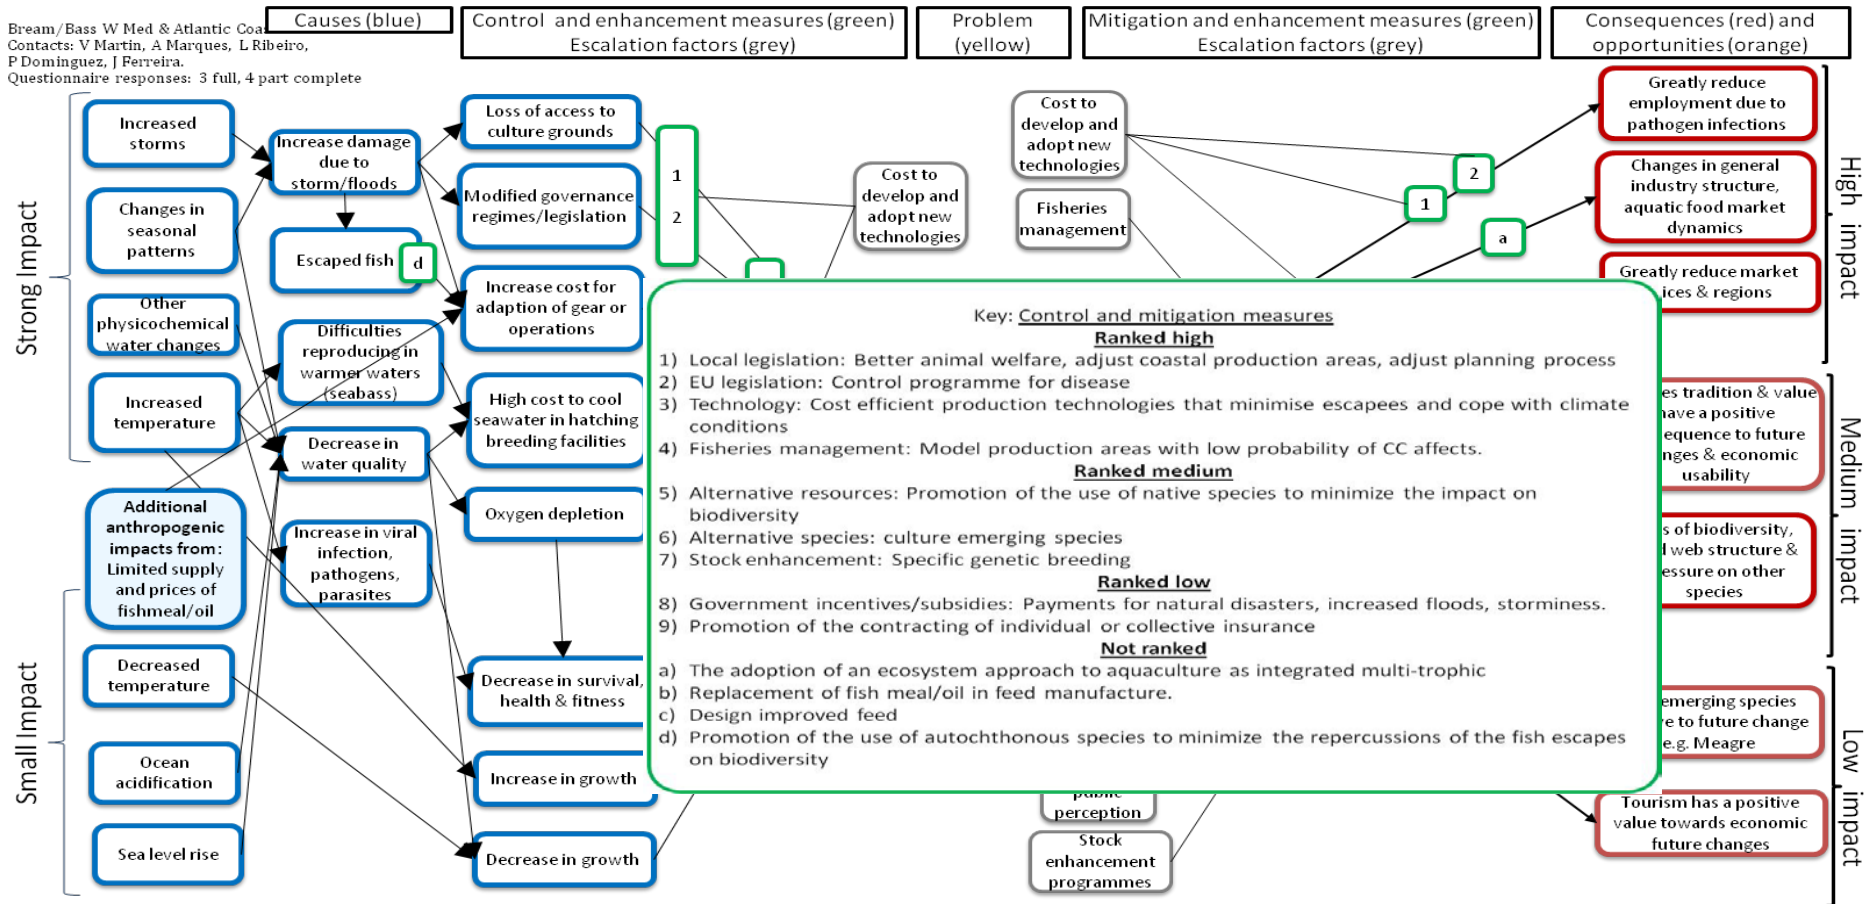 Bream/Bass W Med & Atlantic
Contacts: V Martin, A Marques, L Ribeiro,
P Dominguez, J Ferreira.
Questionnaire responses: 3 full, 4 part complete
Causes (blue)
Control and enhancement measures (green)
Escalation factors (grey)
Problem
(yellow)
Mitigation and enhancement measures (green)
Escalation factors (grey)
Consequences (red) and
opportunities (orange)
Strong Impact
Small Impact
Increased
storms
Changes in
seasonal
patterns
Other
physicochemical
water changes
Increased
temperature
Additional
anthropogenic
impacts from:
Limited supply
and prices of
fishmeal/oil
Decreased
temperature
Ocean
acidification
Sea level rise
Increase damage
due to
storm/floods
Escaped fish
d
Difficulties
reproducing in
warmer waters
(seabass)
Decrease in
water quality
Increase in viral
infection,
pathogens,
parasites
Loss of access to
culture grounds
Modified governance
regimes/legislation
Increase cost for
adaption of gear or
operations
High cost to cool
seawater in hatching
breeding facilities
Oxygen depletion
Decrease in survival,
health & fitness
Increase in growth
Decrease in growth
1
2
Cost to
develop and
adopt new
technologies
Cost to
develop and
adopt new
technologies
Fisheries
management
2
1
a
Key: Control and mitigation measures
Ranked high
1) Local legislation: Better animal welfare, adjust coastal production areas, adjust planning process
2) EU legislation: Control programme for disease
3) Technology: Cost efficient production technologies that minimise escapees and cope with climate
conditions
4) Fisheries management: Model production areas with low probability of CC affects.
Ranked medium
5) Alternative resources: Promotion of the use of native species to minimize the impact on
biodiversity
6) Alternative species: culture emerging species
7) Stock enhancement: Specific genetic breeding
Ranked low
8) Government incentives/subsidies: Payments for natural disasters, increased floods, storminess.
9) Promotion of the contracting of individual or collective insurance
Not ranked
a) The adoption of an ecosystem approach to aquaculture as integrated multi-trophic
b) Replacement of fish meal/oil in feed manufacture.
c) Design improved feed
d) Promotion of the use of autochthonous species to minimize the repercussions of the fish escapes
on biodiversity
public
perception
Stock
enhancement
programmes
Greatly reduce
employment due to
pathogen infections
Changes in general
industry structure,
aquatic food market
dynamics
Greatly reduce market
& regions
tradition & value
have a positive
to future
& economic
usability
of biodiversity,
web structure &
on other
species
emerging species
to future change
e.g. Meagre
Tourism has a positive
value towards economic
future changes
High impact
Medium impact
Low impact